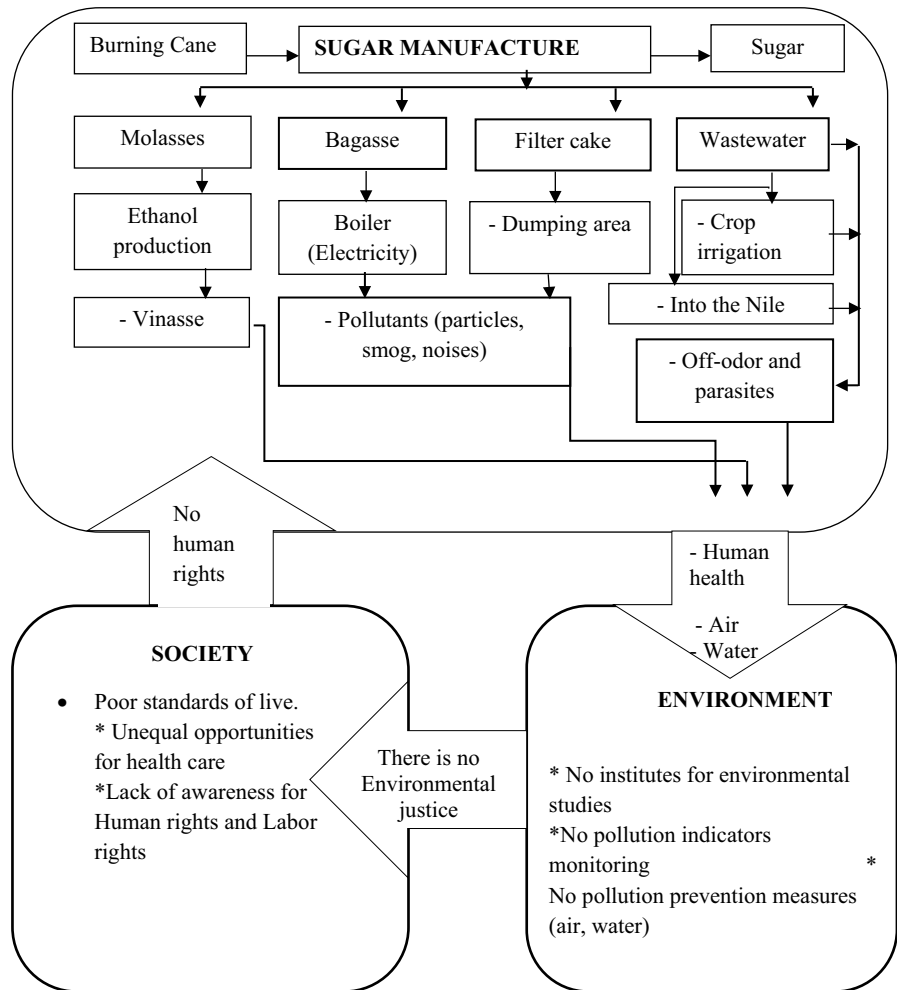 Burning Cane
SUGAR MANUFACTURE
Sugar
Molasses
Bagasse
Filter cake
Wastewater
Ethanol
production
Boiler
(Electricity)
- Dumping area
- Crop
irrigation
- Vinasse
- Pollutants (particles,
smog, noises)
- Into the Nile
- Off-odor and
parasites
No
human
rights
- Human
health
- Air
- Water
SOCIETY
• Poor standards of live.
* Unequal opportunities
for health care
*Lack of awareness for
Human rights and Labor
rights
There is no
Environmental
justice
ENVIRONMENT
* No institutes for environmental
studies
*No pollution indicators
monitoring *
No pollution prevention measures
(air, water)